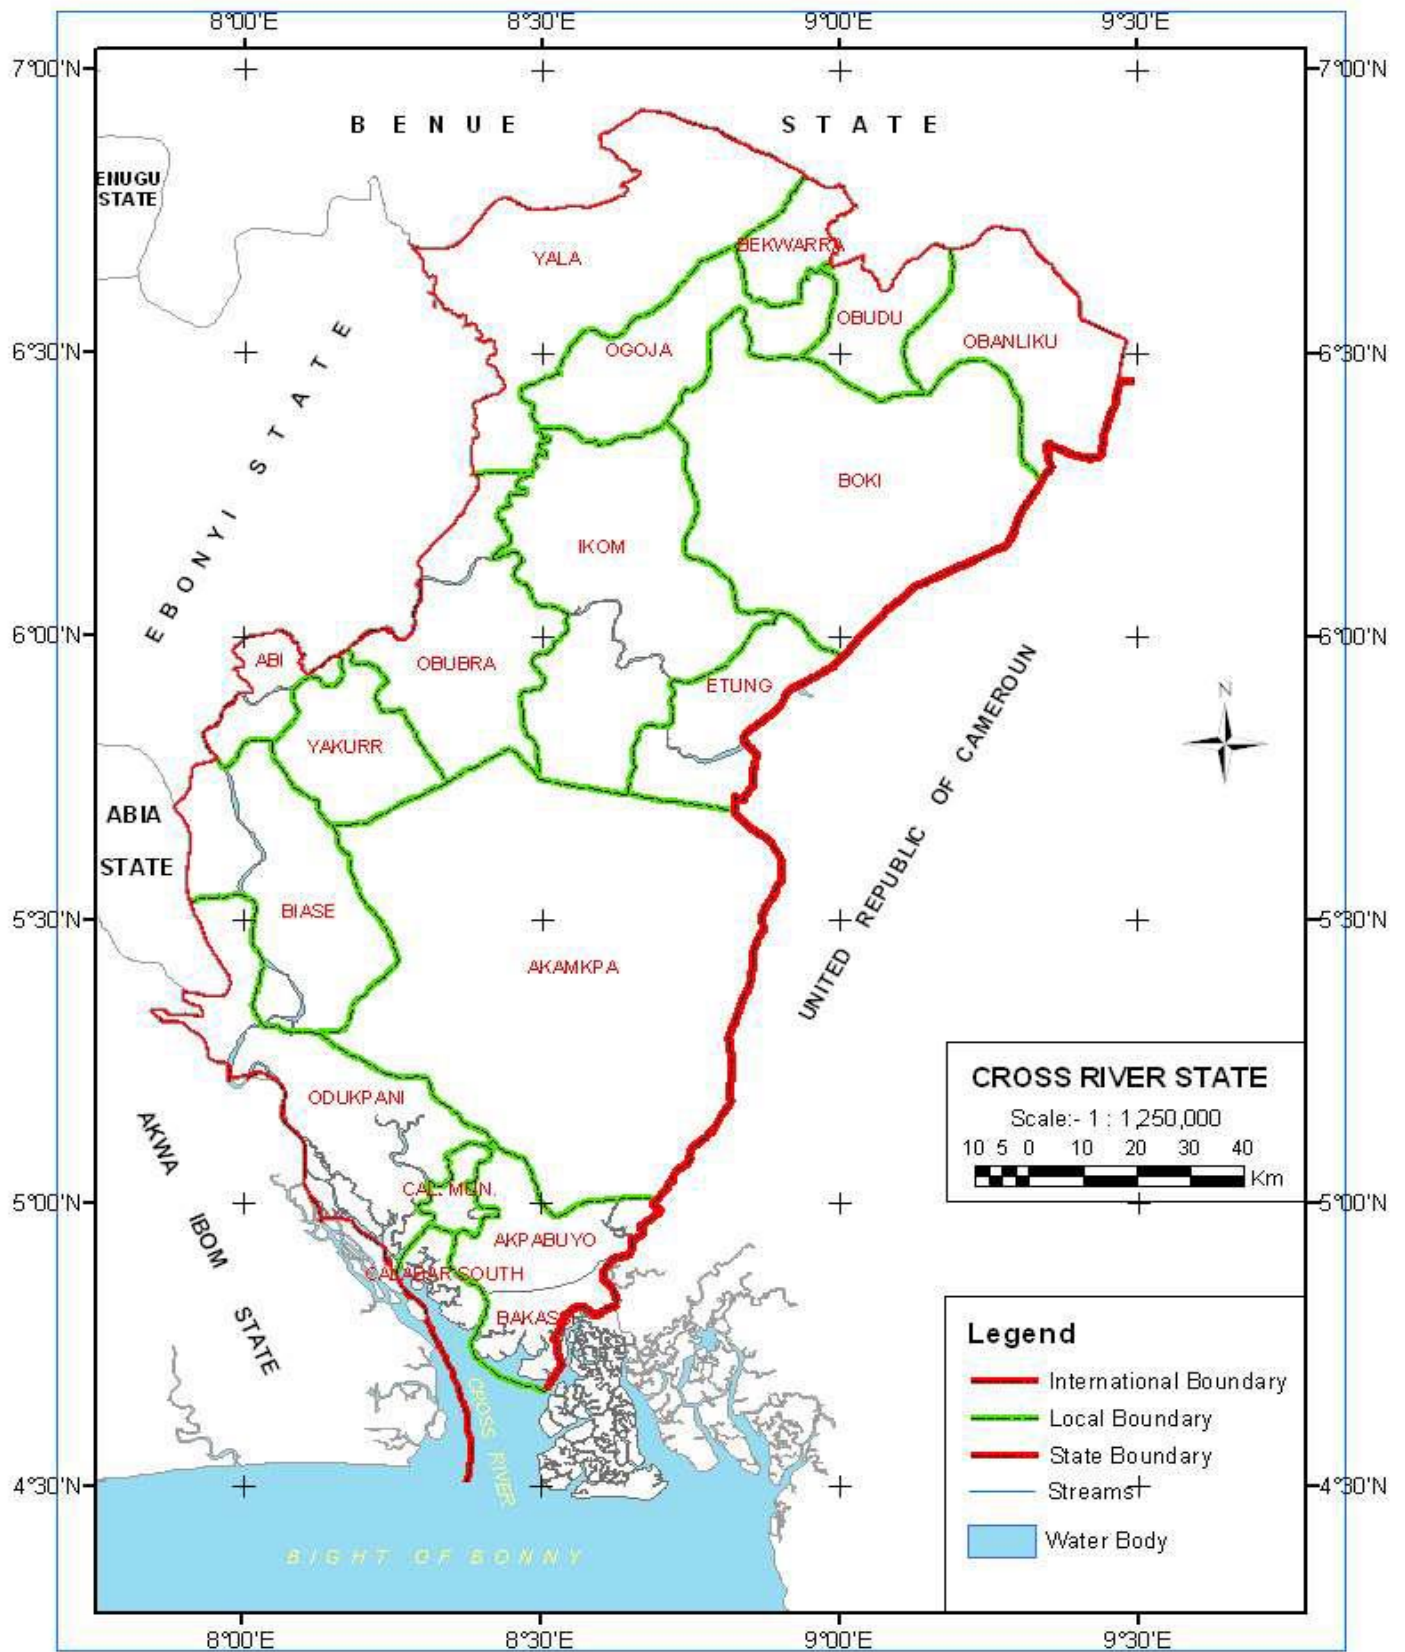 8°00'E 8°30'E 9°00'E 9°30'E
7°00'N 7°00'N
BENUE STATE
ENUGU
STATE
BEKWARRA
YALA
OBUDU
OBANLIKU
OGOJA
6°30'N 6°30'N
EBONYI STATE
BOKI
IKOM
6°00'N 6°00'N
ABI
OBUBRA
ETUNG
UNITED REPUBLIC OF CAMEROUN
N
YAKURR
ABIA
STATE
BIASE
5°30'N 5°30'N
AKAMKPA
CROSS RIVER STATE
ODUKPANI
Scale:- 1 : 1,250,000
10 5 0 10 20 30 40
Km
AKWA IBOM STATE
CAL. MUN.
5°00'N 5°00'N
AKPABUYO
CALABAR SOUTH
BAKASSI
Legend
International Boundary
Local Boundary
State Boundary
Streams
Water Body
CROSS RIVER
4°30'N 4°30'N
BIGHT OF BONNY
8°00'E 8°30'E 9°00'E 9°30'E